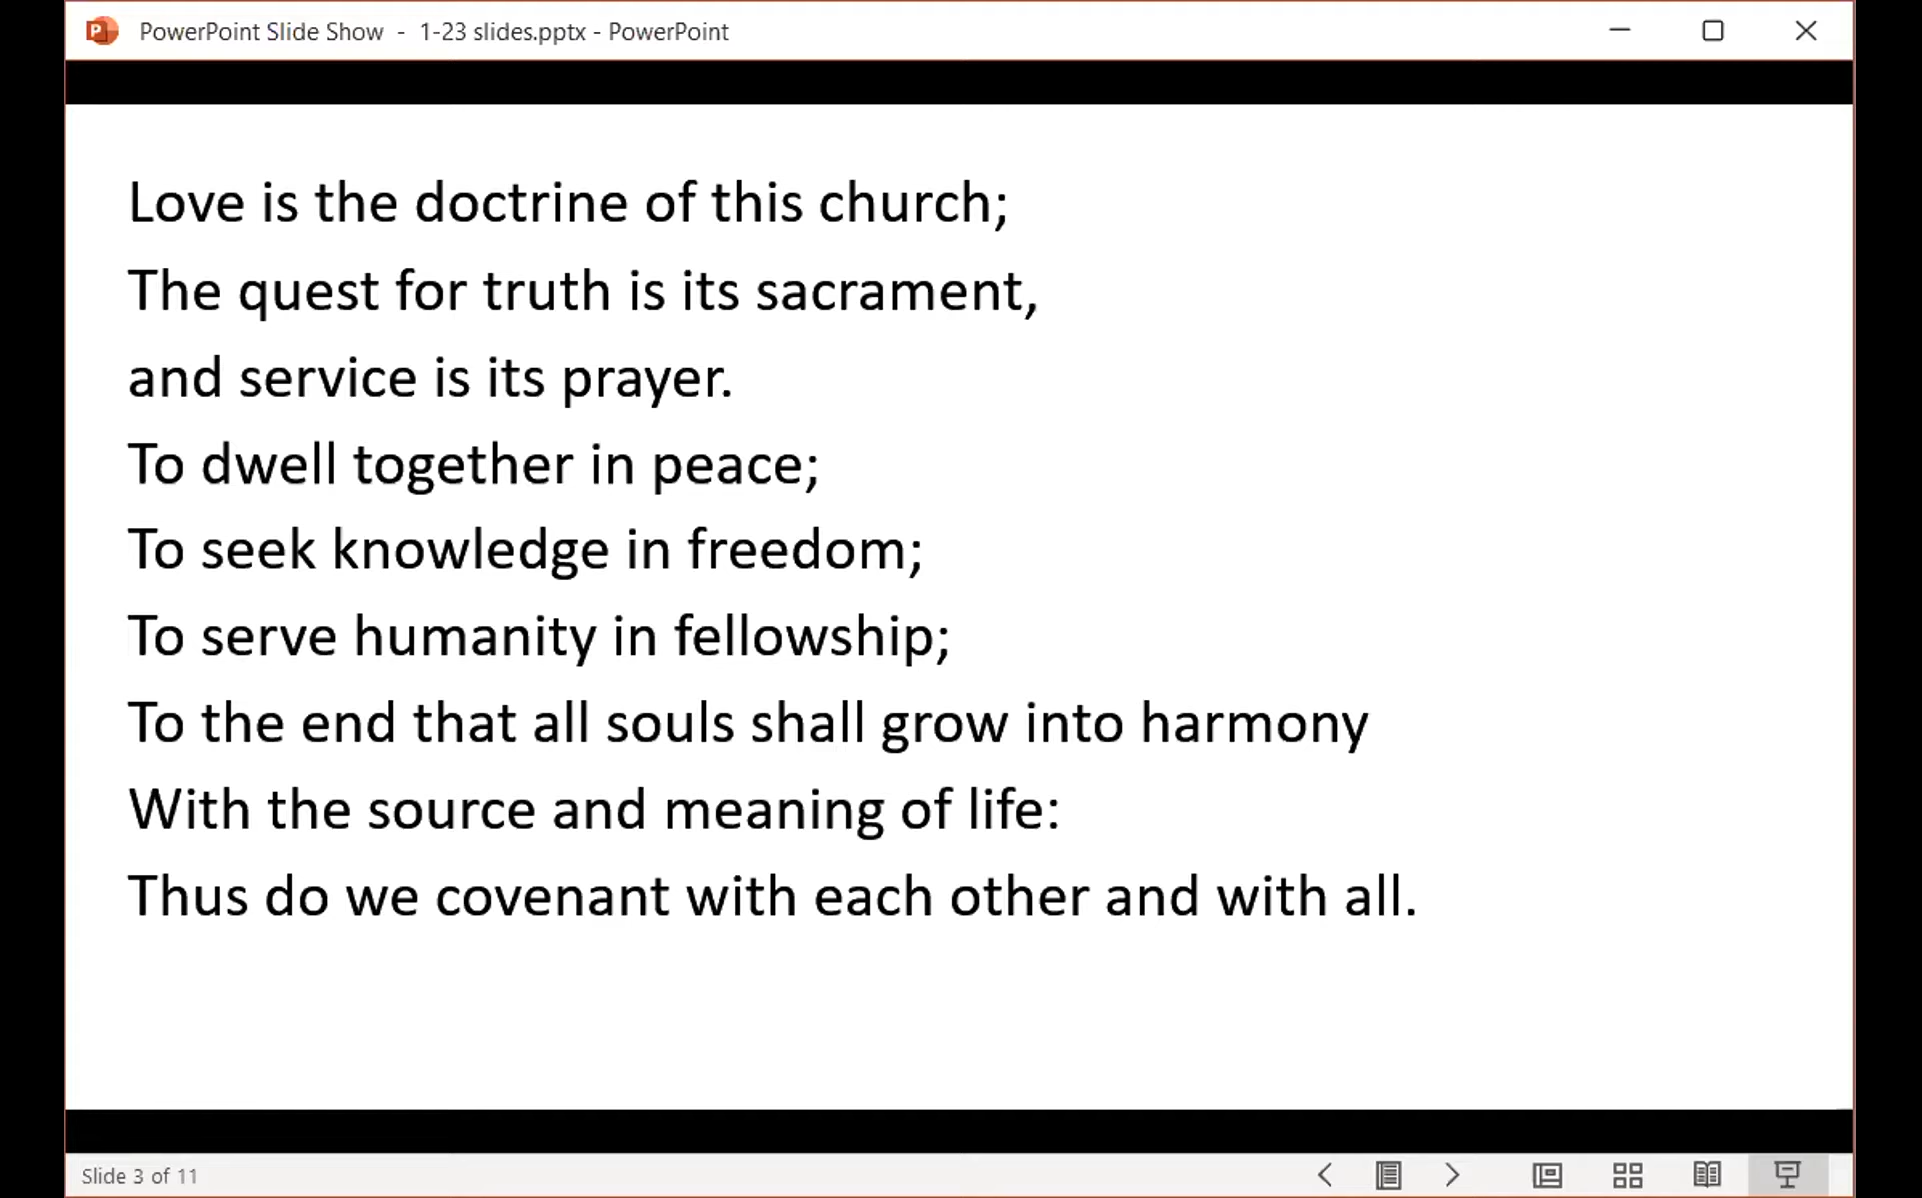 PowerPoint Slide Show - 1-23 slides.pptx - PowerPoint
Love is the doctrine of this church;
The quest for truth is its sacrament,
and service is its prayer.
To dwell together in peace;
To seek knowledge in freedom;
To serve humanity in fellowship;
To the end that all souls shall grow into harmony
With the source and meaning of life:
Thus do we covenant with each other and with all.
Slide 3 of 11